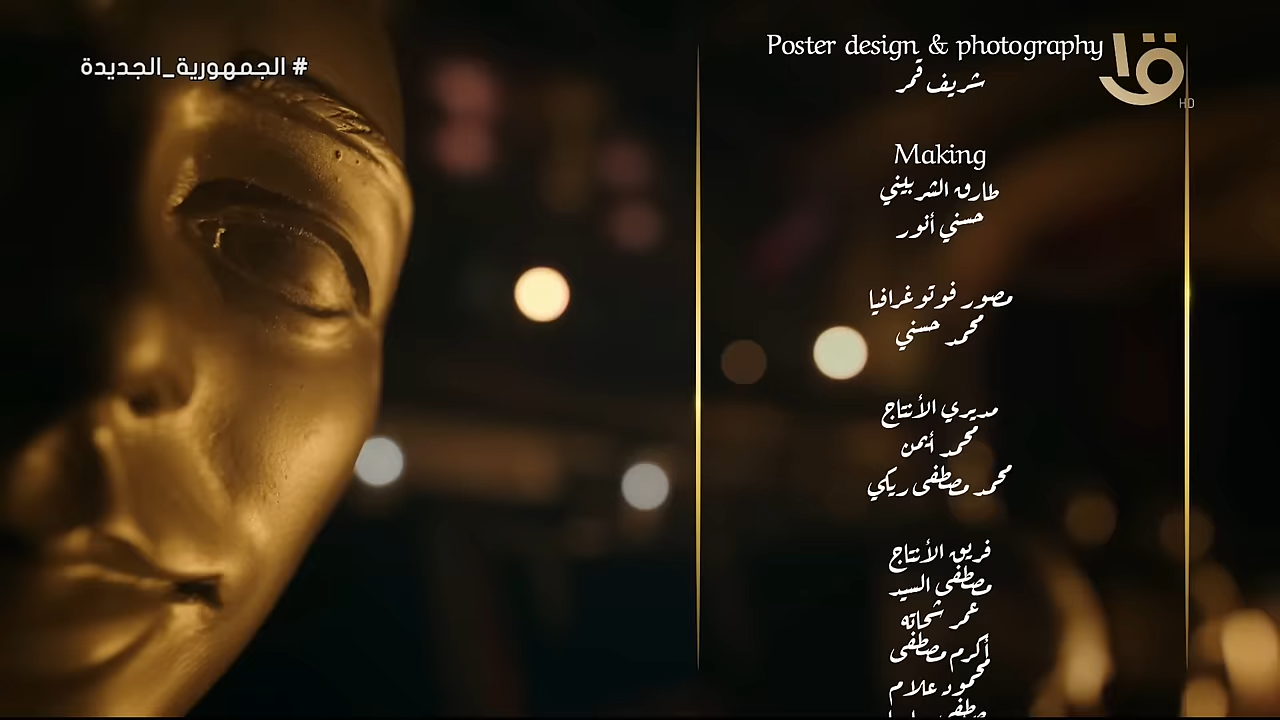 # الجمهورية_الجديدة
Poster design & photography
شريف قمر
HD
Making
طارق الشربيني
حسني أنور
مصور فوتوغرافيا
محمد حسني
مديري الأنتاج
محمد أيمن
محمد مصطفى ريكي
فريق الأنتاج
مصطفى السيد
عمر شحاته
أكرم مصطفى
محمود علام